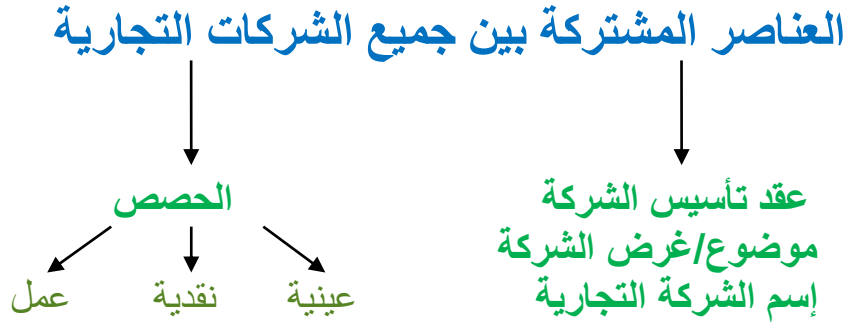 العناصر المشتركة بين جميع الشركات التجارية
عقد تأسيس الشركة
موضوع/غرض الشركة
إسم الشركة التجارية
الحصص
عينية
نقدية
عمل